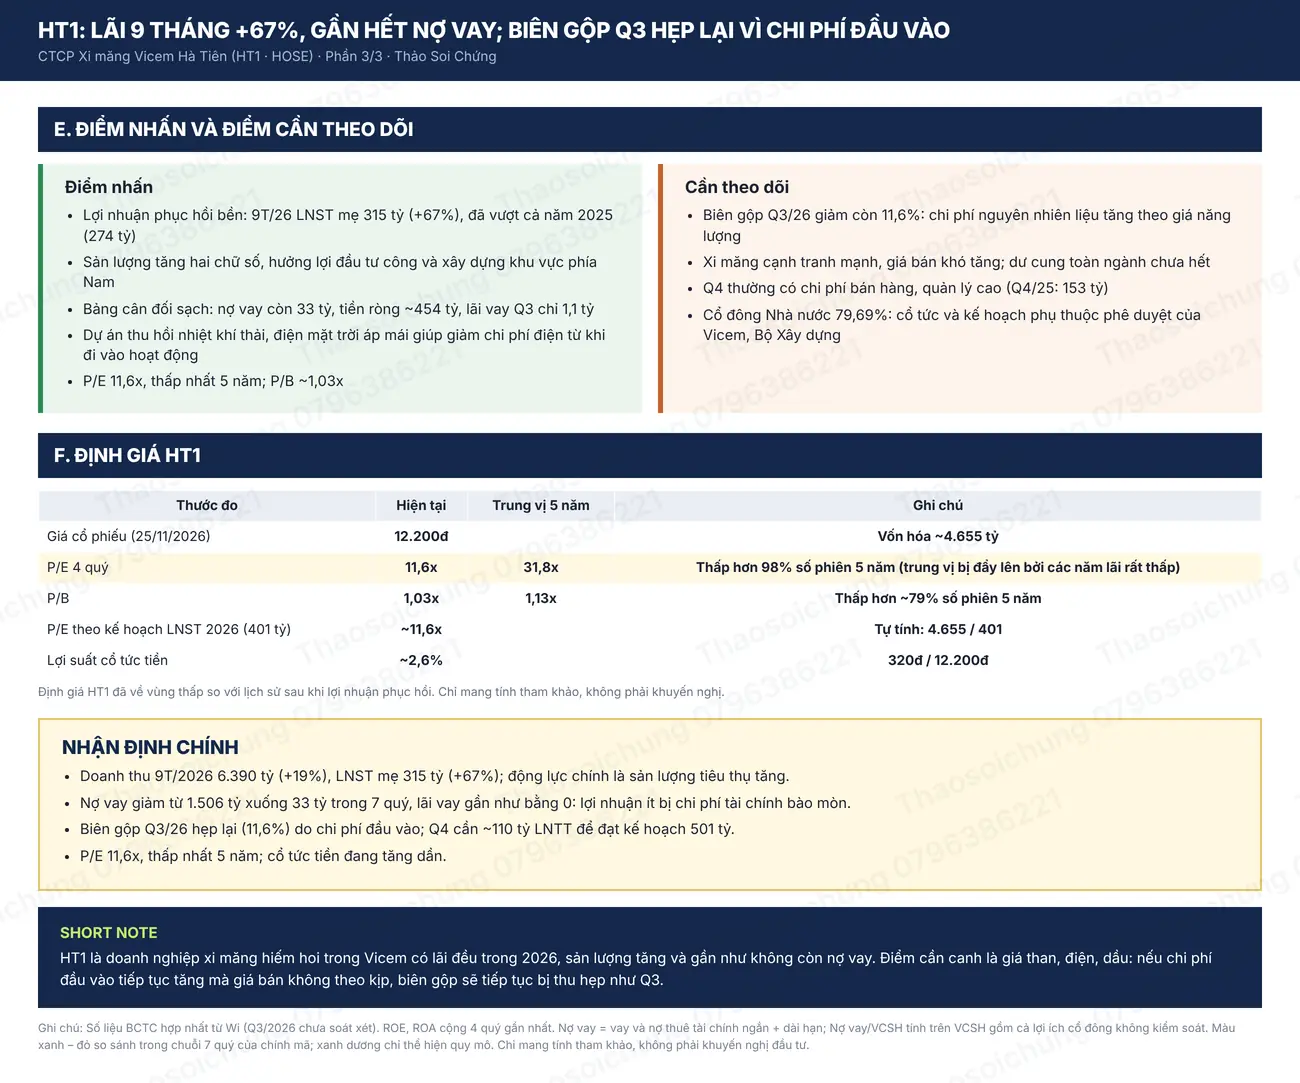 HT1: LÃI 9 THÁNG +67%, GẦN HẾT NỢ VAY; BIÊN GỘP Q3 HẸP LẠI VÌ CHI PHÍ ĐẦU VÀO
CTCP Xi măng Vicem Hà Tiên (HT1 · HOSE) · Phần 3/3 · Thảo Soi Chứng
E. ĐIỂM NHẤN VÀ ĐIỂM CẦN THEO DÕI
Điểm nhấn
• Lợi nhuận phục hồi bền: 9T/26 LNST mẹ 315 tỷ (+67%), đã vượt cả năm 2025
(274 tỷ)
• Sản lượng tăng hai chữ số, hưởng lợi đầu tư công và xây dựng khu vực phía
Nam
• Bảng cân đối sạch: nợ vay còn 33 tỷ, tiền ròng ~454 tỷ, lãi vay Q3 chỉ 1,1 tỷ
• Dự án thu hồi nhiệt khí thải, điện mặt trời áp mái giúp giảm chi phí điện từ khi
đi vào hoạt động
• P/E 11,6x, thấp nhất 5 năm; P/B ~1,03x
Cần theo dõi
• Biên gộp Q3/26 giảm còn 11,6%: chi phí nguyên nhiên liệu tăng theo giá năng
lượng
• Xi măng cạnh tranh mạnh, giá bán khó tăng; dư cung toàn ngành chưa hết
• Q4 thường có chi phí bán hàng, quản lý cao (Q4/25: 153 tỷ)
• Cổ đông Nhà nước 79,69%: cổ tức và kế hoạch phụ thuộc phê duyệt của
Vicem, Bộ Xây dựng
F. ĐỊNH GIÁ HT1
Thước đo Hiện tại Trung vị 5 năm Ghi chú
Giá cổ phiếu (25/11/2026) 12.200đ Vốn hóa ~4.655 tỷ
P/E 4 quý 11,6x 31,8x Thấp hơn 98% số phiên 5 năm (trung vị bị đẩy lên bởi các năm lãi rất thấp)
P/B 1,03x 1,13x Thấp hơn ~79% số phiên 5 năm
P/E theo kế hoạch LNST 2026 (401 tỷ) ~11,6x Tự tính: 4.655 / 401
Lợi suất cổ tức tiền ~2,6% 320đ / 12.200đ
Định giá HT1 đã về vùng thấp so với lịch sử sau khi lợi nhuận phục hồi. Chỉ mang tính tham khảo, không phải khuyến nghị.
NHẬN ĐỊNH CHÍNH
• Doanh thu 9T/2026 6.390 tỷ (+19%), LNST mẹ 315 tỷ (+67%); động lực chính là sản lượng tiêu thụ tăng.
• Nợ vay giảm từ 1.506 tỷ xuống 33 tỷ trong 7 quý, lãi vay gần như bằng 0: lợi nhuận ít bị chi phí tài chính bào mòn.
• Biên gộp Q3/26 hẹp lại (11,6%) do chi phí đầu vào; Q4 cần ~110 tỷ LNTT để đạt kế hoạch 501 tỷ.
• P/E 11,6x, thấp nhất 5 năm; cổ tức tiền đang tăng dần.
SHORT NOTE
HT1 là doanh nghiệp xi măng hiếm hoi trong Vicem có lãi đều trong 2026, sản lượng tăng và gần như không còn nợ vay. Điểm cần canh là giá than, điện, dầu: nếu chi phí
đầu vào tiếp tục tăng mà giá bán không theo kịp, biên gộp sẽ tiếp tục bị thu hẹp như Q3.
Ghi chú: Số liệu BCTC hợp nhất từ Wi (Q3/2026 chưa soát xét). ROE, ROA cộng 4 quý gần nhất. Nợ vay = vay và nợ thuê tài chính ngắn + dài hạn; Nợ vay/VCSH tính trên VCSH gồm cả lợi ích cổ đông không kiểm soát. Màu
xanh – đỏ so sánh trong chuỗi 7 quý của chính mã; xanh dương chỉ thể hiện quy mô. Chỉ mang tính tham khảo, không phải khuyến nghị đầu tư.
Thaosoichung 0796386221